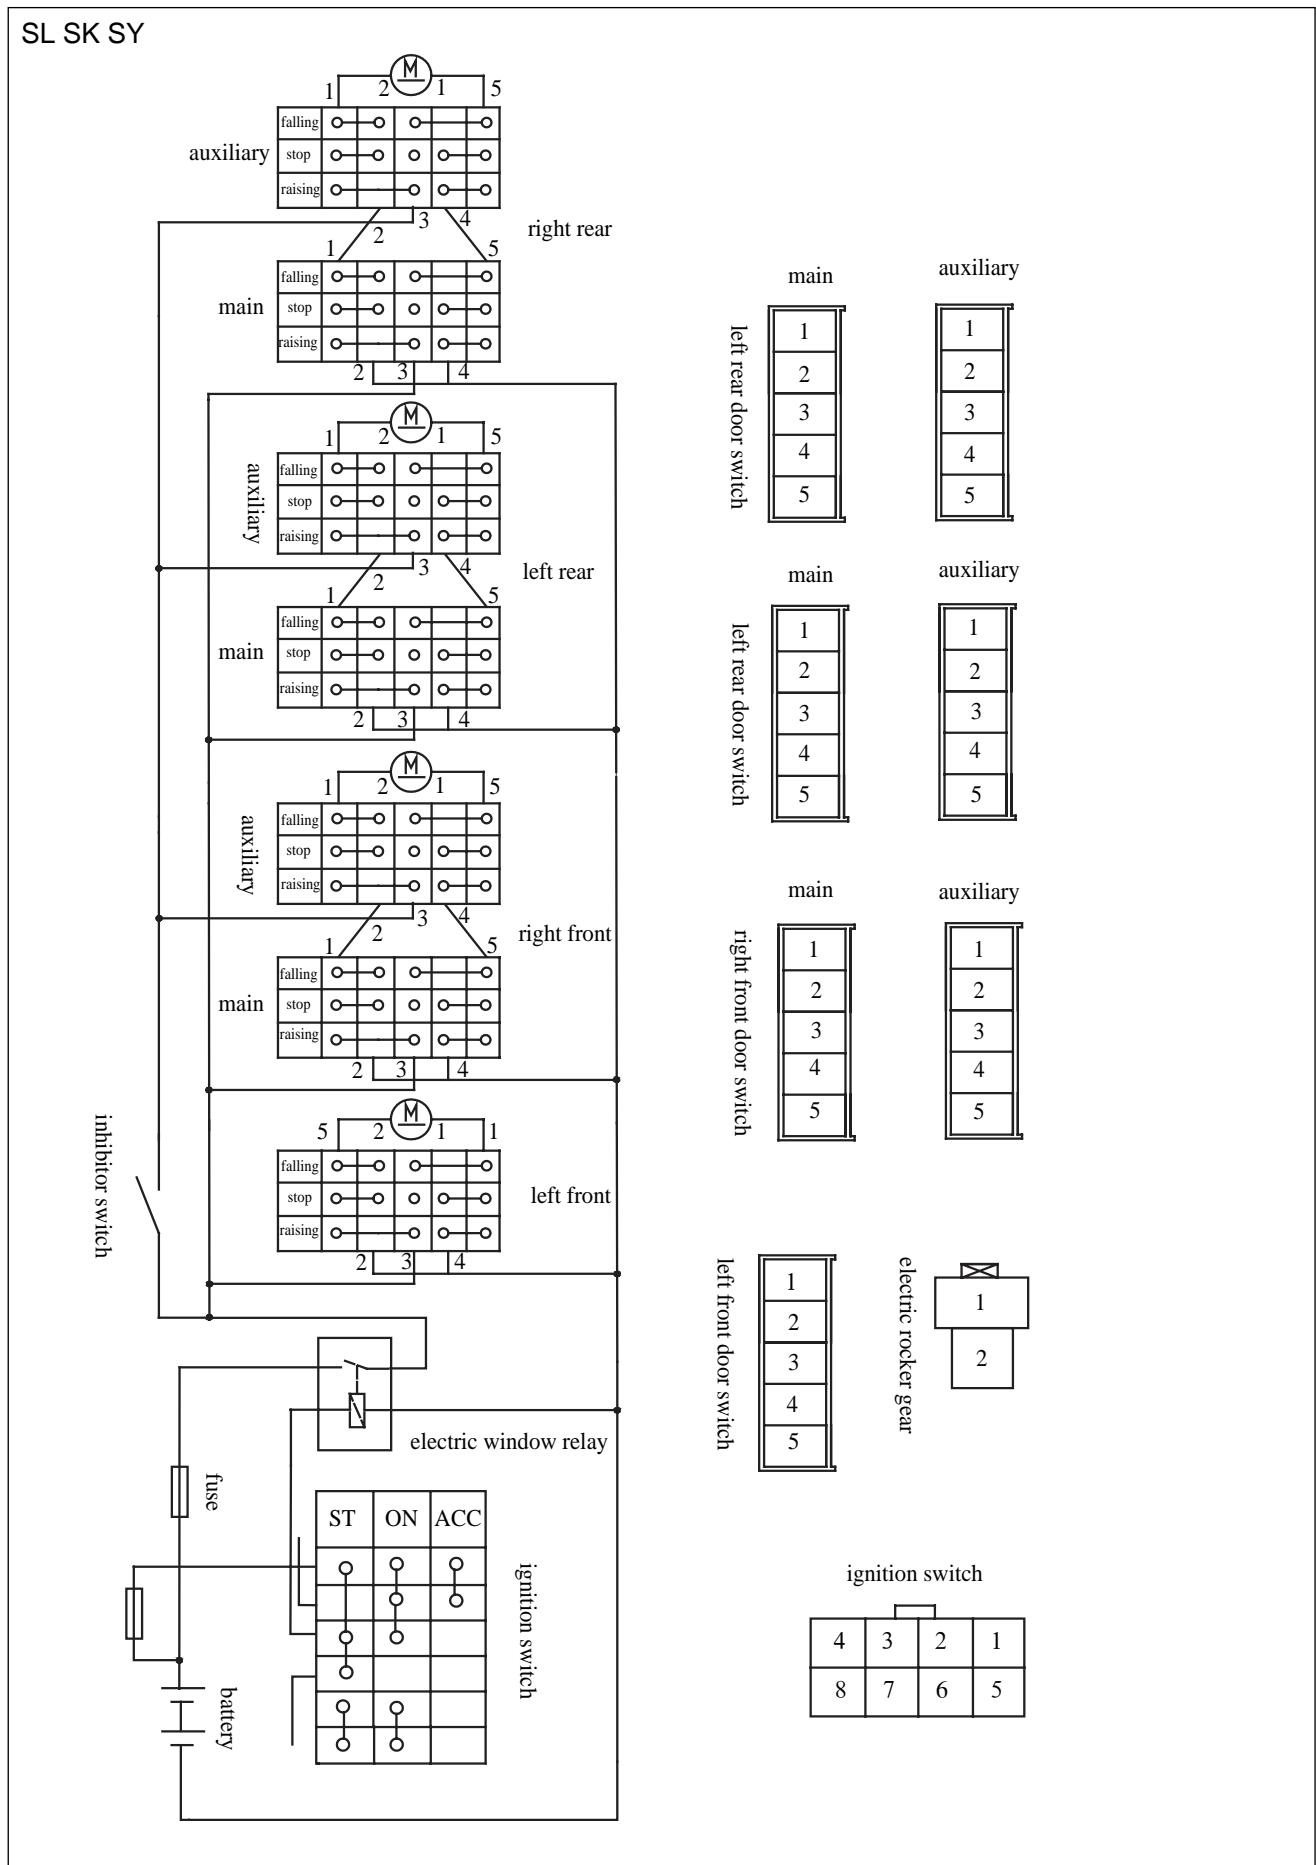 SL SK SY
M
1 2 1 5
falling
auxiliary stop
raising
2 3 4
right rear
1 5
falling
main stop
raising
2 3 4
M
1 2 1 5
falling
auxiliary stop
raising
2 3 4
left rear
1 5
falling
main stop
raising
2 3 4
M
1 2 1 5
falling
auxiliary stop
raising
2 3 4
right front
1 5
falling
main stop
raising
2 3 4
M
5 2 1 1
falling
stop left front
raising
2 3 4
inhibitor switch
electric window relay
fuse
ST ON ACC
ignition switch
battery
main auxiliary
left rear door switch
1 1
2 2
3 3
4 4
5 5
main auxiliary
left rear door switch
1 1
2 2
3 3
4 4
5 5
main auxiliary
right front door switch
1 1
2 2
3 3
4 4
5 5
left front door switch
1
2
3
4
5
electric rocker gear
1
2
ignition switch
4 3 2 1
8 7 6 5